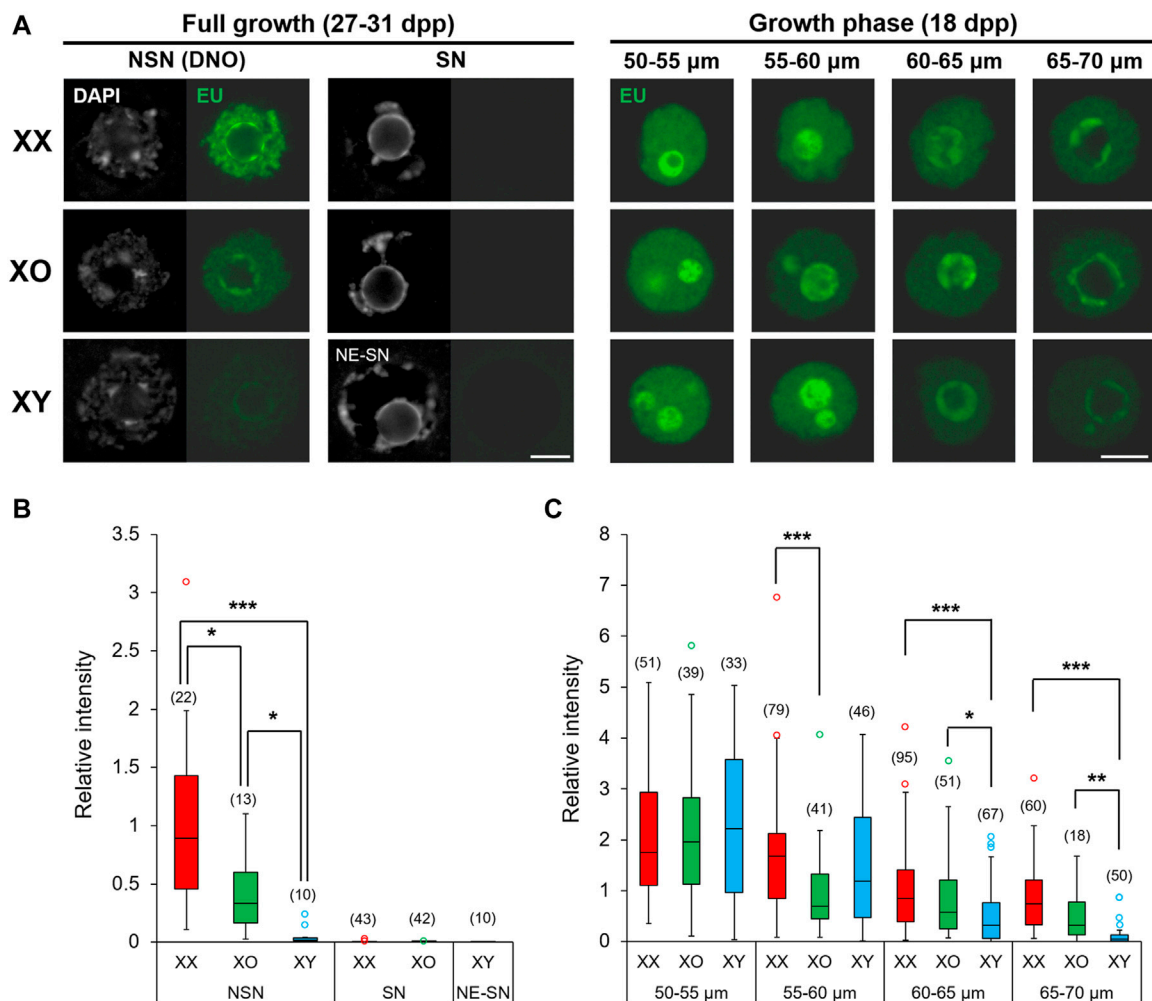 A
Full growth (27-31 dpp)
Growth phase (18 dpp)
NSN (DNO)
SN
50-55 µm
55-60 µm
60-65 µm
65-70 µm
DAPI
EU
EU
XX
XO
XY
NE-SN
B
Relative intensity
3.5
3
2.5
2
1.5
1
0.5
0
***
*
*
(22)
(13)
(10)
(43)
(42)
(10)
XX
XO
XY
XX
XO
XY
NSN
SN
NE-SN
C
Relative intensity
8
7
6
5
4
3
2
1
0
***
***
*
***
**
(51)
(39)
(33)
(79)
(41)
(46)
(95)
(51)
(67)
(60)
(18)
(50)
XX
XO
XY
XX
XO
XY
XX
XO
XY
XX
XO
XY
50-55 µm
55-60 µm
60-65 µm
65-70 µm